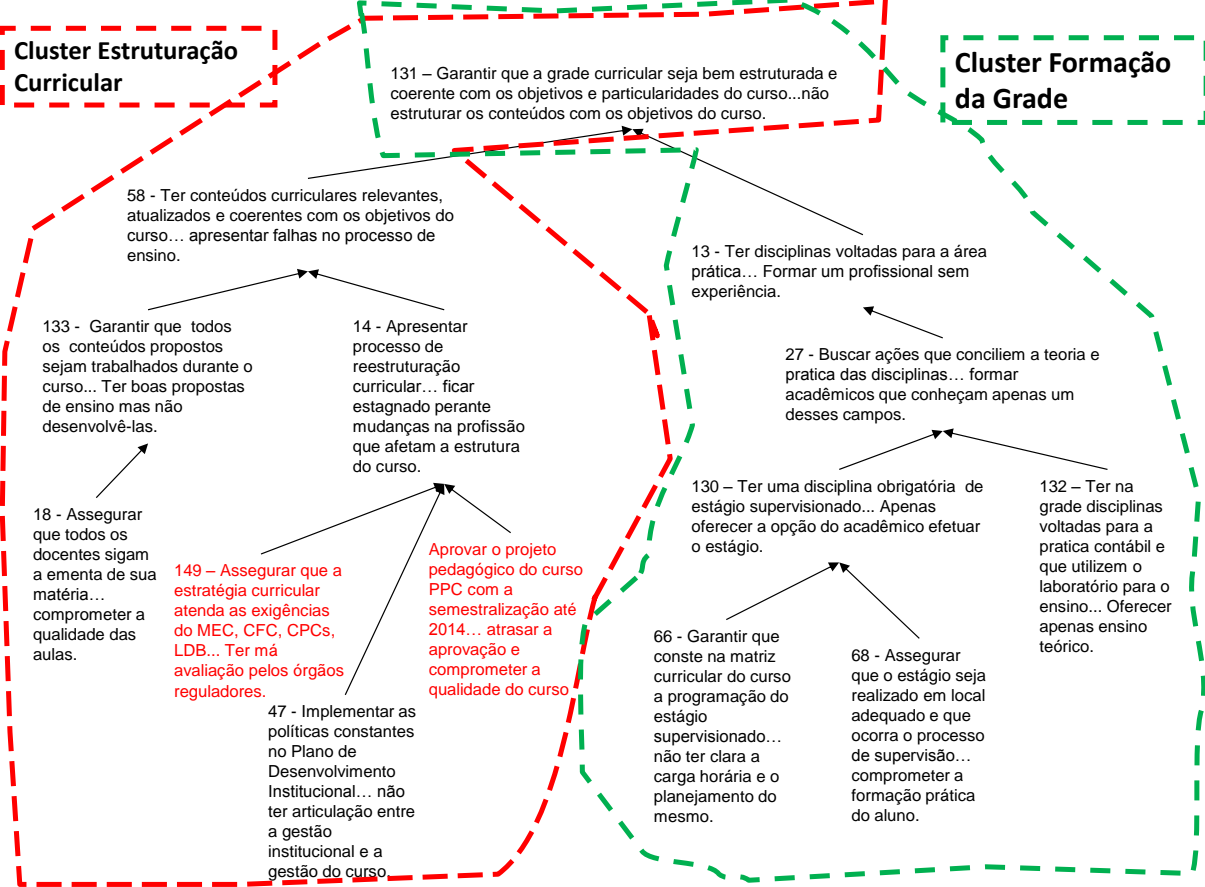 Cluster Estruturação
Curricular
131 – Garantir que a grade curricular seja bem estruturada e
coerente com os objetivos e particularidades do curso...não
estruturar os conteúdos com os objetivos do curso.
Cluster Formação
da Grade
58 - Ter conteúdos curriculares relevantes,
atualizados e coerentes com os objetivos do
curso… apresentar falhas no processo de
ensino.
13 - Ter disciplinas voltadas para a área
prática… Formar um profissional sem
experiência.
133 - Garantir que todos
os conteúdos propostos
sejam trabalhados durante o
curso... Ter boas propostas
de ensino mas não
desenvolvê-las.
14 - Apresentar
processo de
reestruturação
curricular… ficar
estagnado perante
mudanças na profissão
que afetam a estrutura
do curso.
27 - Buscar ações que conciliem a teoria e
pratica das disciplinas… formar
acadêmicos que conheçam apenas um
desses campos.
18 - Assegurar
que todos os
docentes sigam
a ementa de sua
matéria…
comprometer a
qualidade das
aulas.
149 – Assegurar que a
estratégia curricular
atenda as exigências
do MEC, CFC, CPCs,
LDB... Ter má
avaliação pelos órgãos
reguladores.
Aprovar o projeto
pedagógico do curso
PPC com a
semestralização até
2014… atrasar a
aprovação e
comprometer a
qualidade do curso
47 - Implementar as
políticas constantes
no Plano de
Desenvolvimento
Institucional… não
ter articulação entre
a gestão
institucional e a
gestão do curso.
130 – Ter uma disciplina obrigatória de
estágio supervisionado... Apenas
oferecer a opção do acadêmico efetuar
o estágio.
132 – Ter na
grade disciplinas
voltadas para a
pratica contábil e
que utilizem o
laboratório para o
ensino... Oferecer
apenas ensino
teórico.
66 - Garantir que
conste na matriz
curricular do curso
a programação do
estágio
supervisionado…
não ter clara a
carga horária e o
planejamento do
mesmo.
68 - Assegurar
que o estágio seja
realizado em local
adequado e que
ocorra o processo
de supervisão…
comprometer a
formação prática
do aluno.